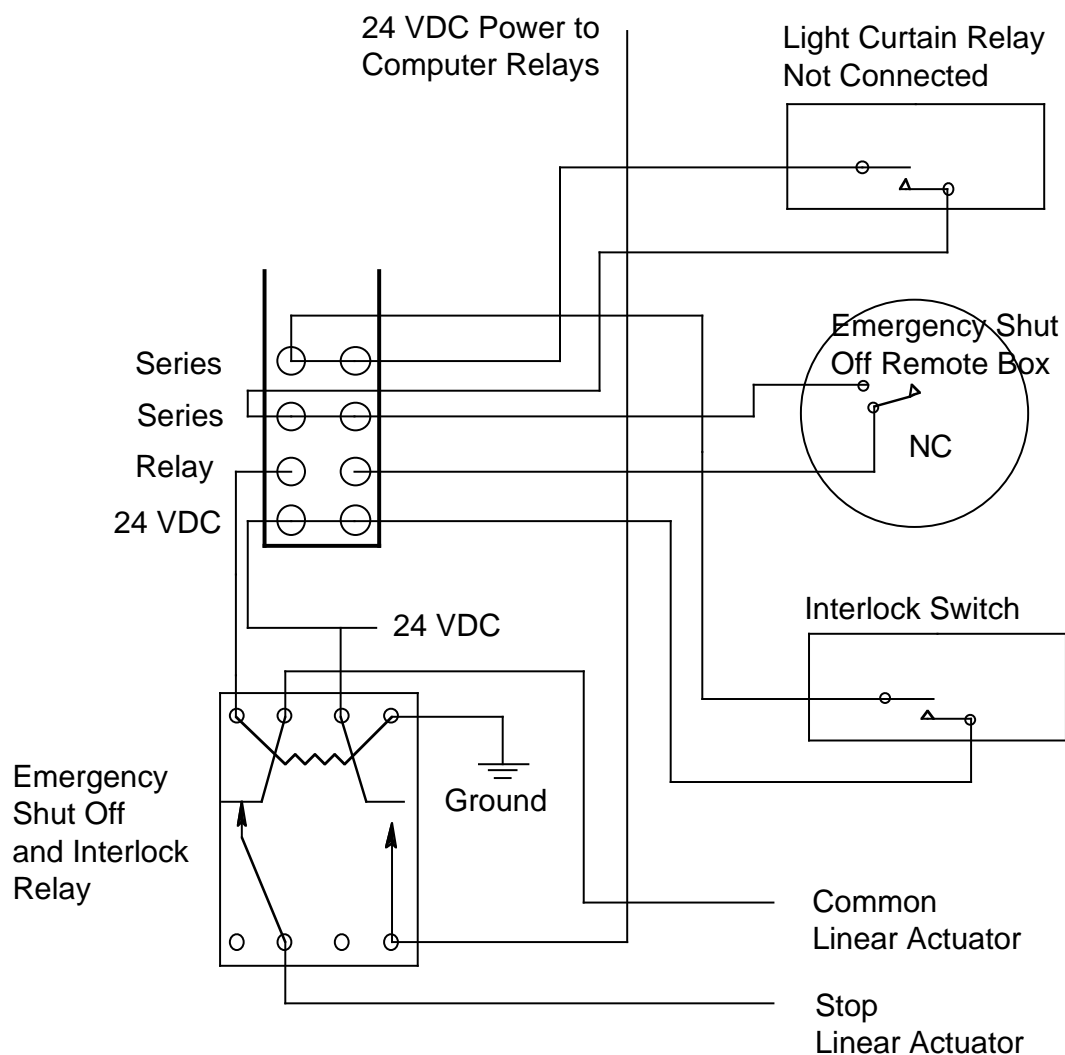 24 VDC Power to
Computer Relays
Light Curtain Relay
Not Connected
Emergency Shut
Off Remote Box
NC
Series
Series
Relay
24 VDC
24 VDC
Interlock Switch
Ground
Emergency
Shut Off
and Interlock
Relay
Common
Linear Actuator
Stop
Linear Actuator